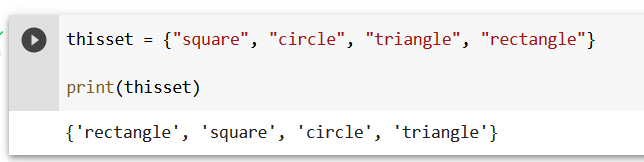 thisset = {"square", "circle", "triangle", "rectangle"}
print(thisset)
{'rectangle', 'square', 'circle', 'triangle'}